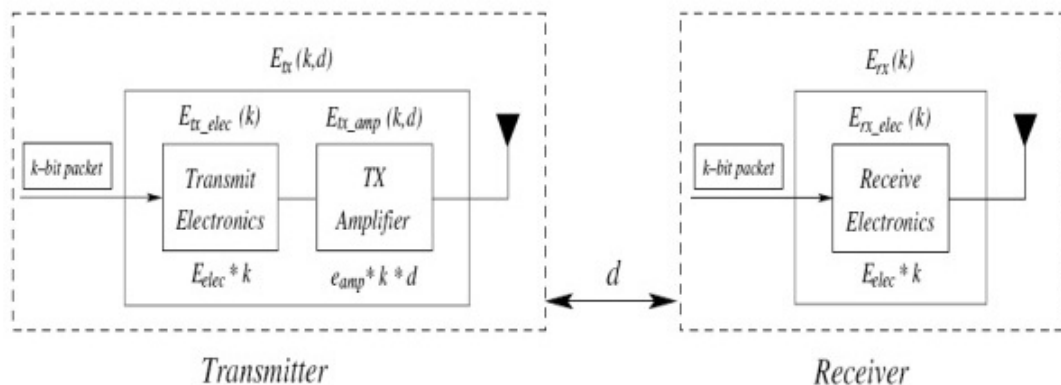 E_tx (k,d)
E_tx_elec (k)
E_tx_amp (k,d)
k-bit packet
Transmit
Electronics
TX
Amplifier
E_elec * k
e_amp * k * d
Transmitter
d
E_rx (k)
E_rx_elec (k)
k-bit packet
Receive
Electronics
E_elec * k
Receiver